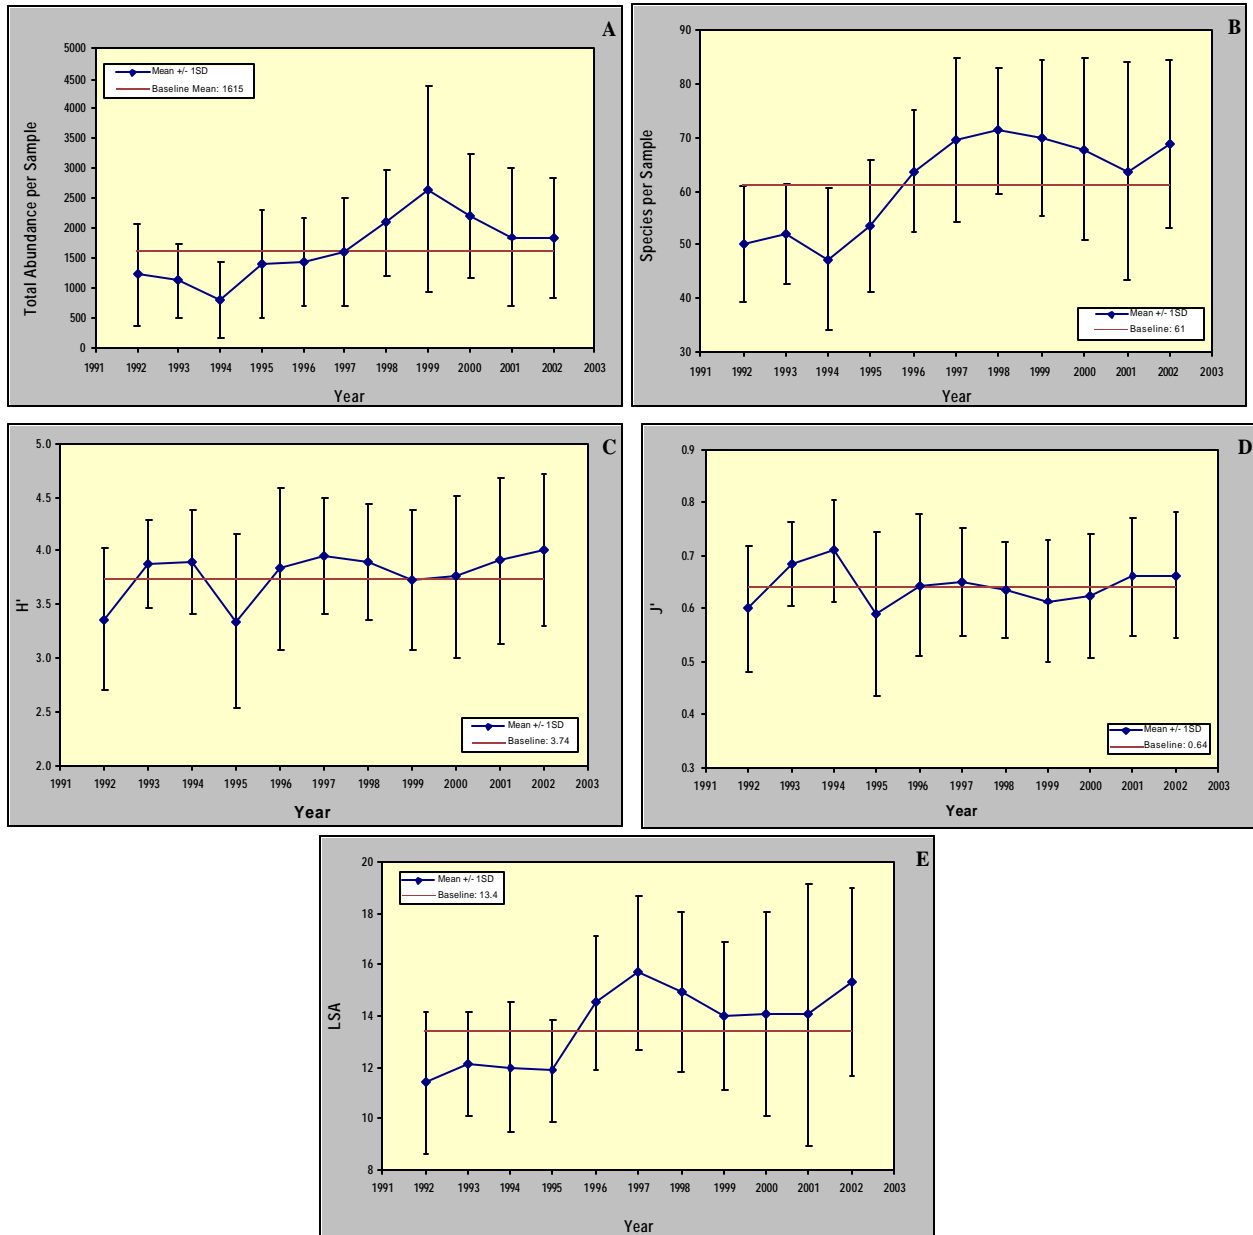 A
Total Abundance per Sample
5000
4500
4000
3500
3000
2500
2000
1500
1000
500
0
Mean +/- 1SD
Baseline Mean: 1615
1991 1992 1993 1994 1995 1996 1997 1998 1999 2000 2001 2002 2003
Year
B
Species per Sample
90
80
70
60
50
40
30
Mean +/- 1SD
Baseline: 61
1991 1992 1993 1994 1995 1996 1997 1998 1999 2000 2001 2002 2003
Year
C
H'
5.0
4.5
4.0
3.5
3.0
2.5
2.0
Mean +/- 1SD
Baseline: 3.74
1991 1992 1993 1994 1995 1996 1997 1998 1999 2000 2001 2002 2003
Year
D
J'
0.9
0.8
0.7
0.6
0.5
0.4
0.3
Mean +/- 1SD
Baseline: 0.64
1991 1992 1993 1994 1995 1996 1997 1998 1999 2000 2001 2002 2003
Year
E
LSA
20
18
16
14
12
10
8
Mean +/- 1SD
Baseline: 13.4
1991 1992 1993 1994 1995 1996 1997 1998 1999 2000 2001 2002 2003
Year